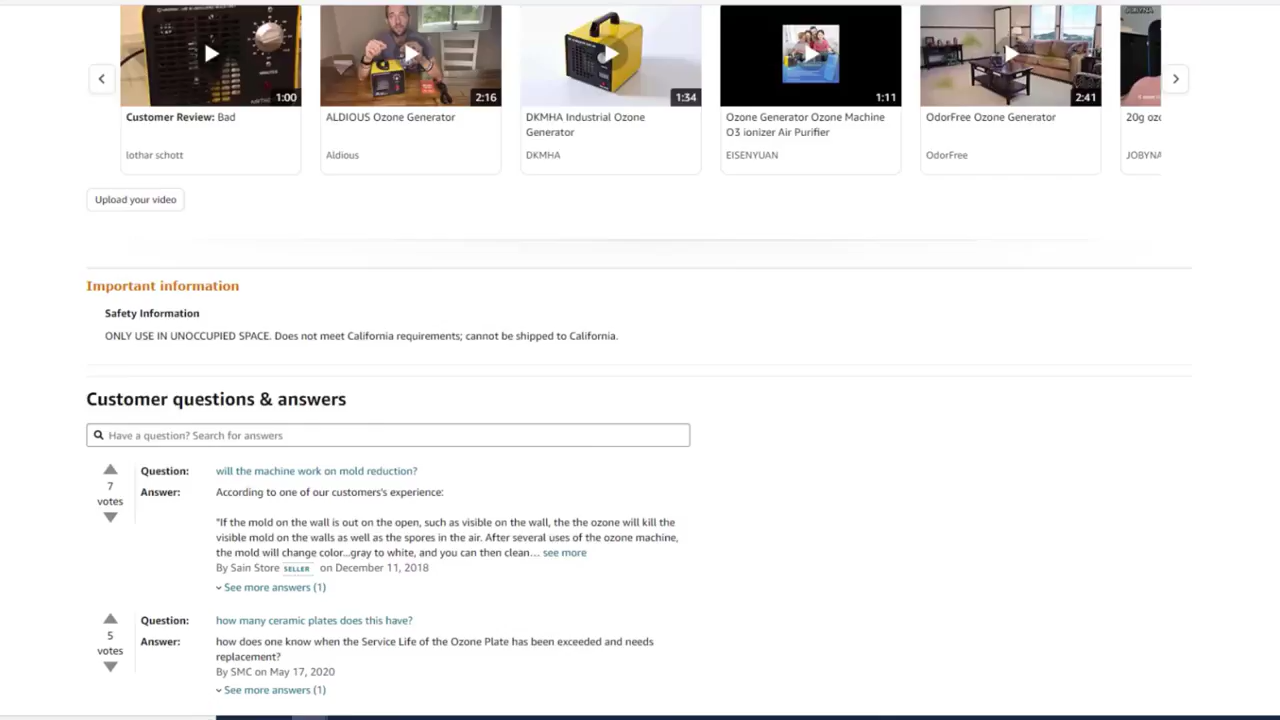 1:00
2:16
1:34
1:11
2:41
Customer Review: Bad
ALDIOUS Ozone Generator
DKMHA Industrial Ozone
Generator
Ozone Generator Ozone Machine
O3 ionizer Air Purifier
OdorFree Ozone Generator
20g ozo
lothar schott
Aldious
DKMHA
EISENYUAN
OdorFree
JOBYNA
Upload your video
Important information
Safety Information
ONLY USE IN UNOCCUPIED SPACE. Does not meet California requirements; cannot be shipped to California.
Customer questions & answers
Have a question? Search for answers
7
votes
Question: will the machine work on mold reduction?
Answer: According to one of our customers's experience:
"If the mold on the wall is out on the open, such as visible on the wall, the the ozone will kill the
visible mold on the walls as well as the spores in the air. After several uses of the ozone machine,
the mold will change color...gray to white, and you can then clean... see more
By Sain Store SELLER on December 11, 2018
See more answers (1)
5
votes
Question: how many ceramic plates does this have?
Answer: how does one know when the Service Life of the Ozone Plate has been exceeded and needs
replacement?
By SMC on May 17, 2020
See more answers (1)